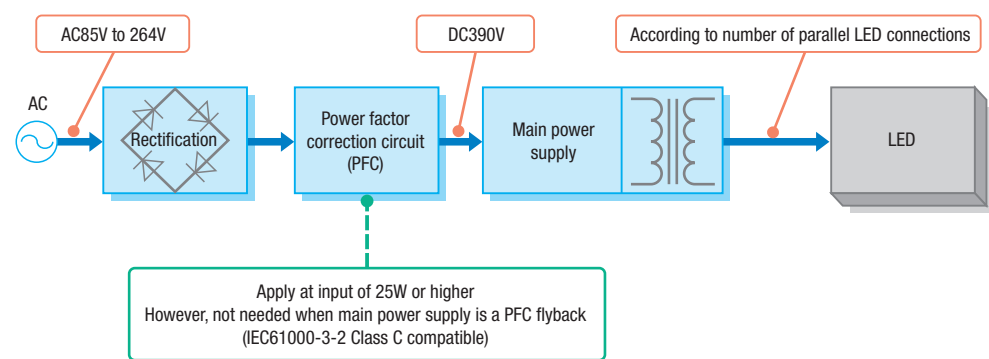 AC85V to 264V
DC390V
According to number of parallel LED connections
AC
Rectification
Power factor
correction circuit
(PFC)
Main power
supply
LED
Apply at input of 25W or higher
However, not needed when main power supply is a PFC flyback
(IEC61000-3-2 Class C compatible)